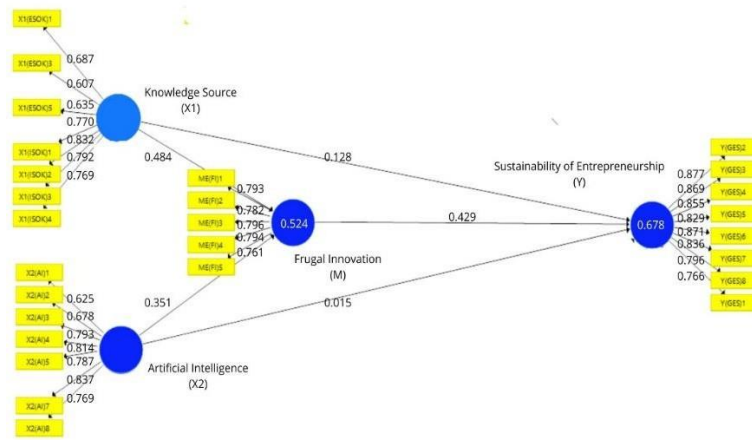 X1(ESOK)1
X1(ESOK)3
X1(ESOK)5
X1(ISOK)1
X1(ISOK)2
X1(ISOK)3
X1(ISOK)4
0.687
0.607
0.635
0.770
0.832
0.792
0.769
Knowledge Source
(X1)
0.484
0.128
ME(FI)1
ME(FI)2
ME(FI)3
ME(FI)4
ME(FI)5
0.793
0.782
0.796
0.794
0.761
0.524
Frugal Innovation
(M)
0.429
0.351
0.015
X2(AI)1
X2(AI)2
X2(AI)3
X2(AI)4
X2(AI)5
X2(AI)7
X2(AI)8
0.625
0.678
0.793
0.814
0.787
0.837
0.769
Artificial Intelligence
(X2)
Sustainability of Entrepreneurship
(Y)
0.678
0.877
0.869
0.855
0.829
0.871
0.836
0.796
0.766
Y(GES)2
Y(GES)3
Y(GES)4
Y(GES)5
Y(GES)6
Y(GES)7
Y(GES)8
Y(GES)1